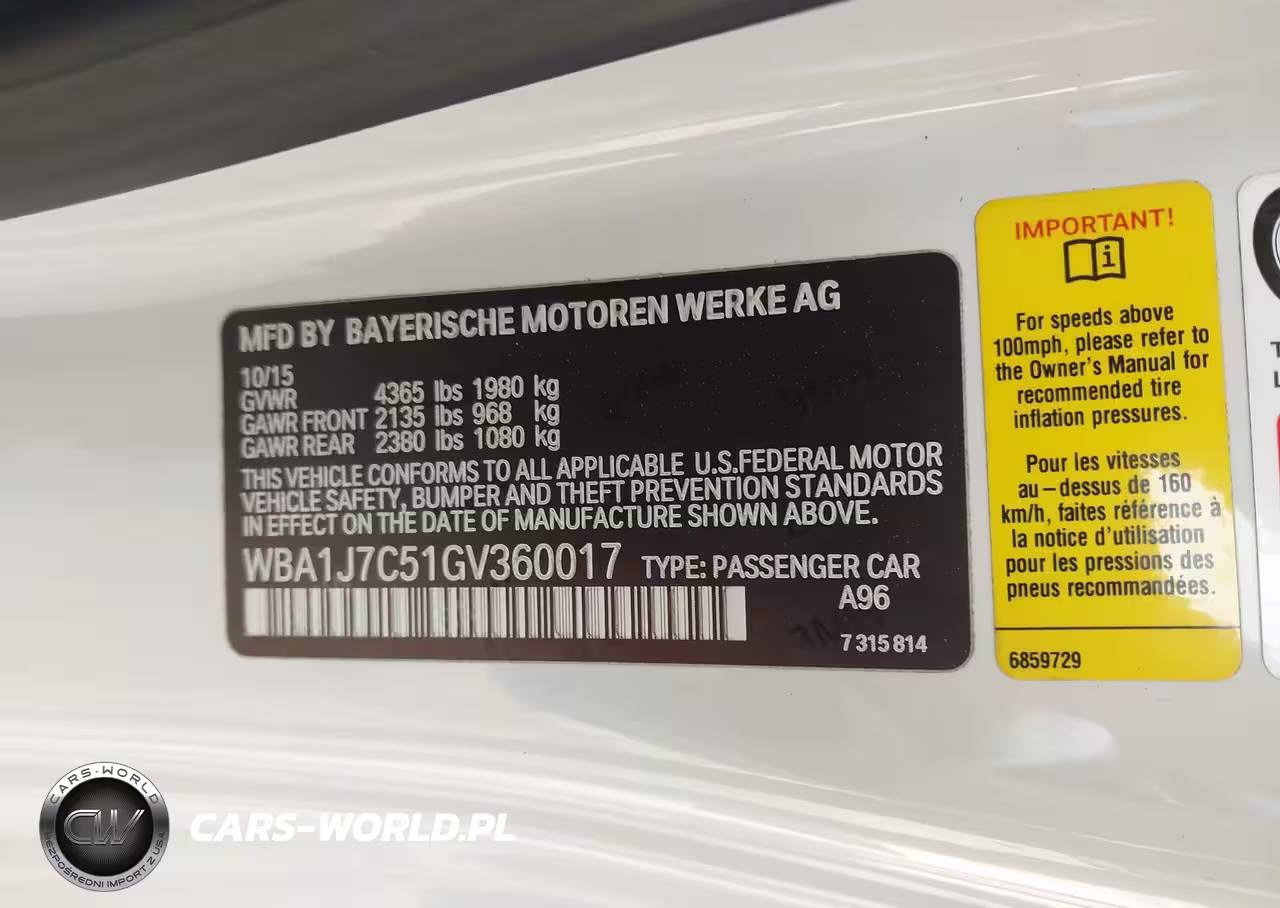 MFD BY BAYERISCHE MOTOREN WERKE AG
10/15
GVWR 4365 lbs 1980 kg
GAWR FRONT 2135 lbs 968 kg
GAWR REAR 2380 lbs 1080 kg
THIS VEHICLE CONFORMS TO ALL APPLICABLE U.S.FEDERAL MOTOR
VEHICLE SAFETY, BUMPER AND THEFT PREVENTION STANDARDS
IN EFFECT ON THE DATE OF MANUFACTURE SHOWN ABOVE.
WBA1J7C51GV360017 TYPE: PASSENGER CAR
A96
7 315 814
IMPORTANT!
i
For speeds above
100mph, please refer to
the Owner's Manual for
recommended tire
inflation pressures.
Pour les vitesses
au-dessus de 160
km/h, faites référence à
la notice d'utilisation
pour les pressions des
pneus recommandées.
6859729
CARS-WORLD
CW
BEZPOŚREDNI IMPORT Z USA
CARS-WORLD.PL